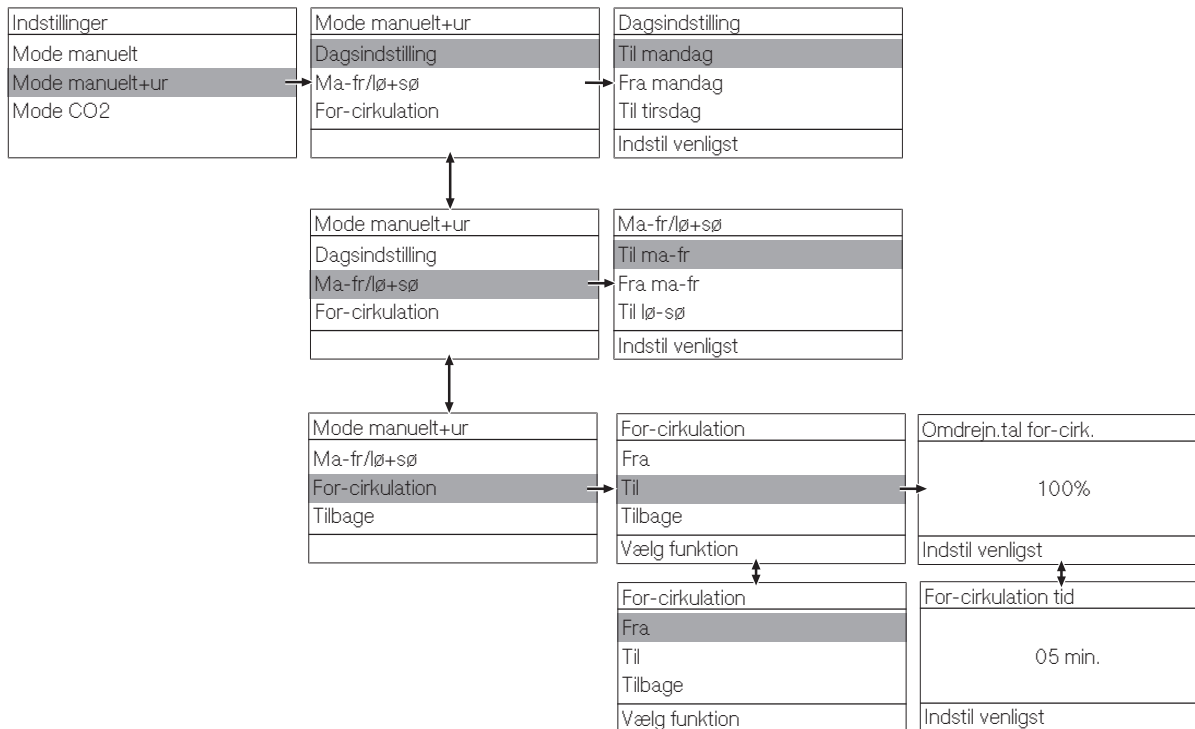 Indstillinger
Mode manuelt
Mode manuelt+ur
Mode CO2
Mode manuelt+ur
Dagsindstilling
Ma-fr/lø+sø
For-cirkulation
Dagsindstilling
Til mandag
Fra mandag
Til tirsdag
Indstil venligst
Mode manuelt+ur
Dagsindstilling
Ma-fr/lø+sø
For-cirkulation
Ma-fr/lø+sø
Til ma-fr
Fra ma-fr
Til lø-sø
Indstil venligst
Mode manuelt+ur
Ma-fr/lø+sø
For-cirkulation
Tilbage
For-cirkulation
Fra
Til
Tilbage
Vælg funktion
Omdrejn.tal for-cirk.
100%
Indstil venligst
For-cirkulation
Fra
Til
Tilbage
Vælg funktion
For-cirkulation tid
05 min.
Indstil venligst